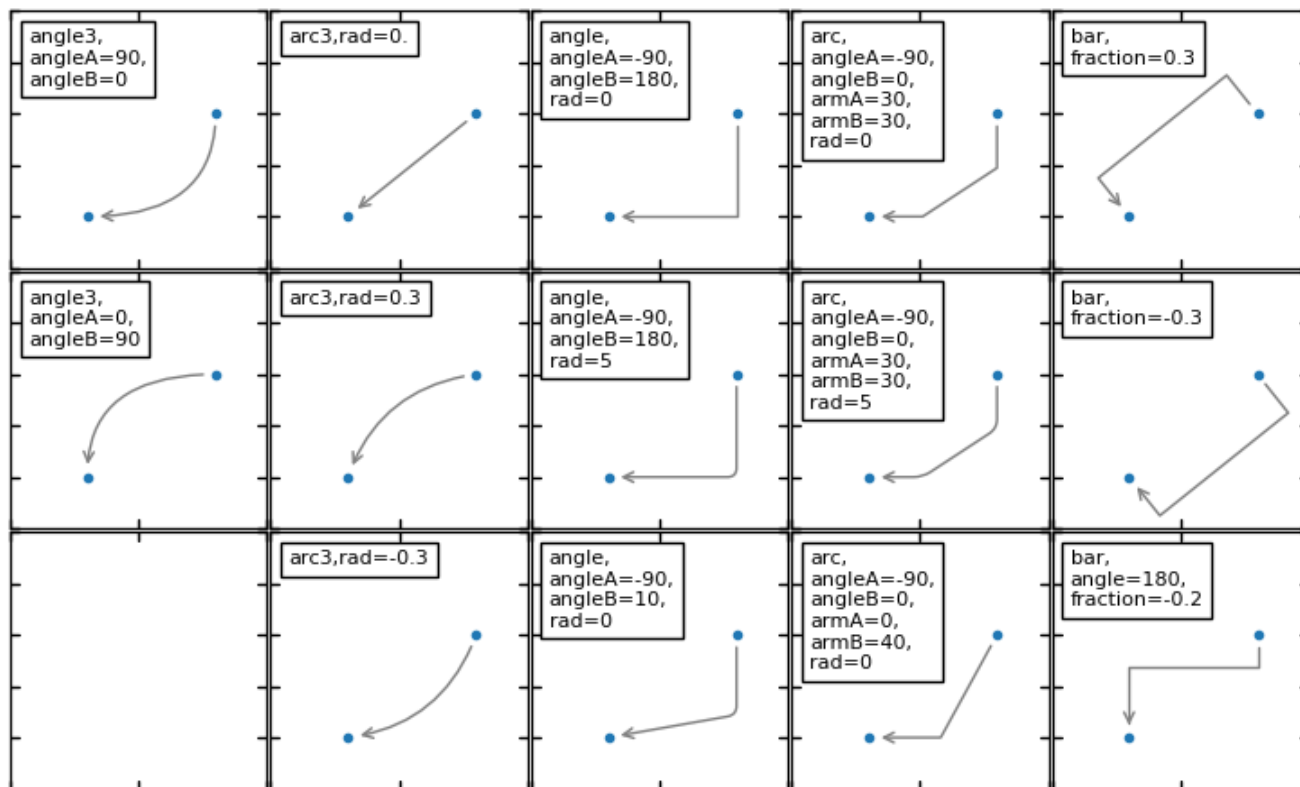 angle3,
angleA=90,
angleB=0
arc3,rad=0.
angle,
angleA=-90,
angleB=180,
rad=0
arc,
angleA=-90,
angleB=0,
armA=30,
armB=30,
rad=0
bar,
fraction=0.3
angle3,
angleA=0,
angleB=90
arc3,rad=0.3
angle,
angleA=-90,
angleB=180,
rad=5
arc,
angleA=-90,
angleB=0,
armA=30,
armB=30,
rad=5
bar,
fraction=-0.3
arc3,rad=-0.3
angle,
angleA=-90,
angleB=10,
rad=0
arc,
angleA=-90,
angleB=0,
armA=0,
armB=40,
rad=0
bar,
angle=180,
fraction=-0.2